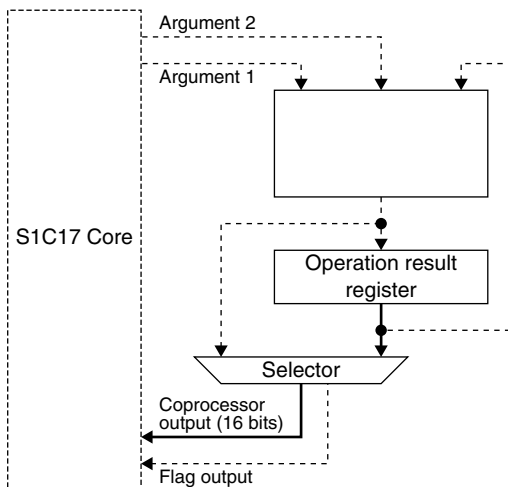 Argument 2
Argument 1
S1C17 Core
Operation result
register
Selector
Coprocessor
output (16 bits)
Flag output